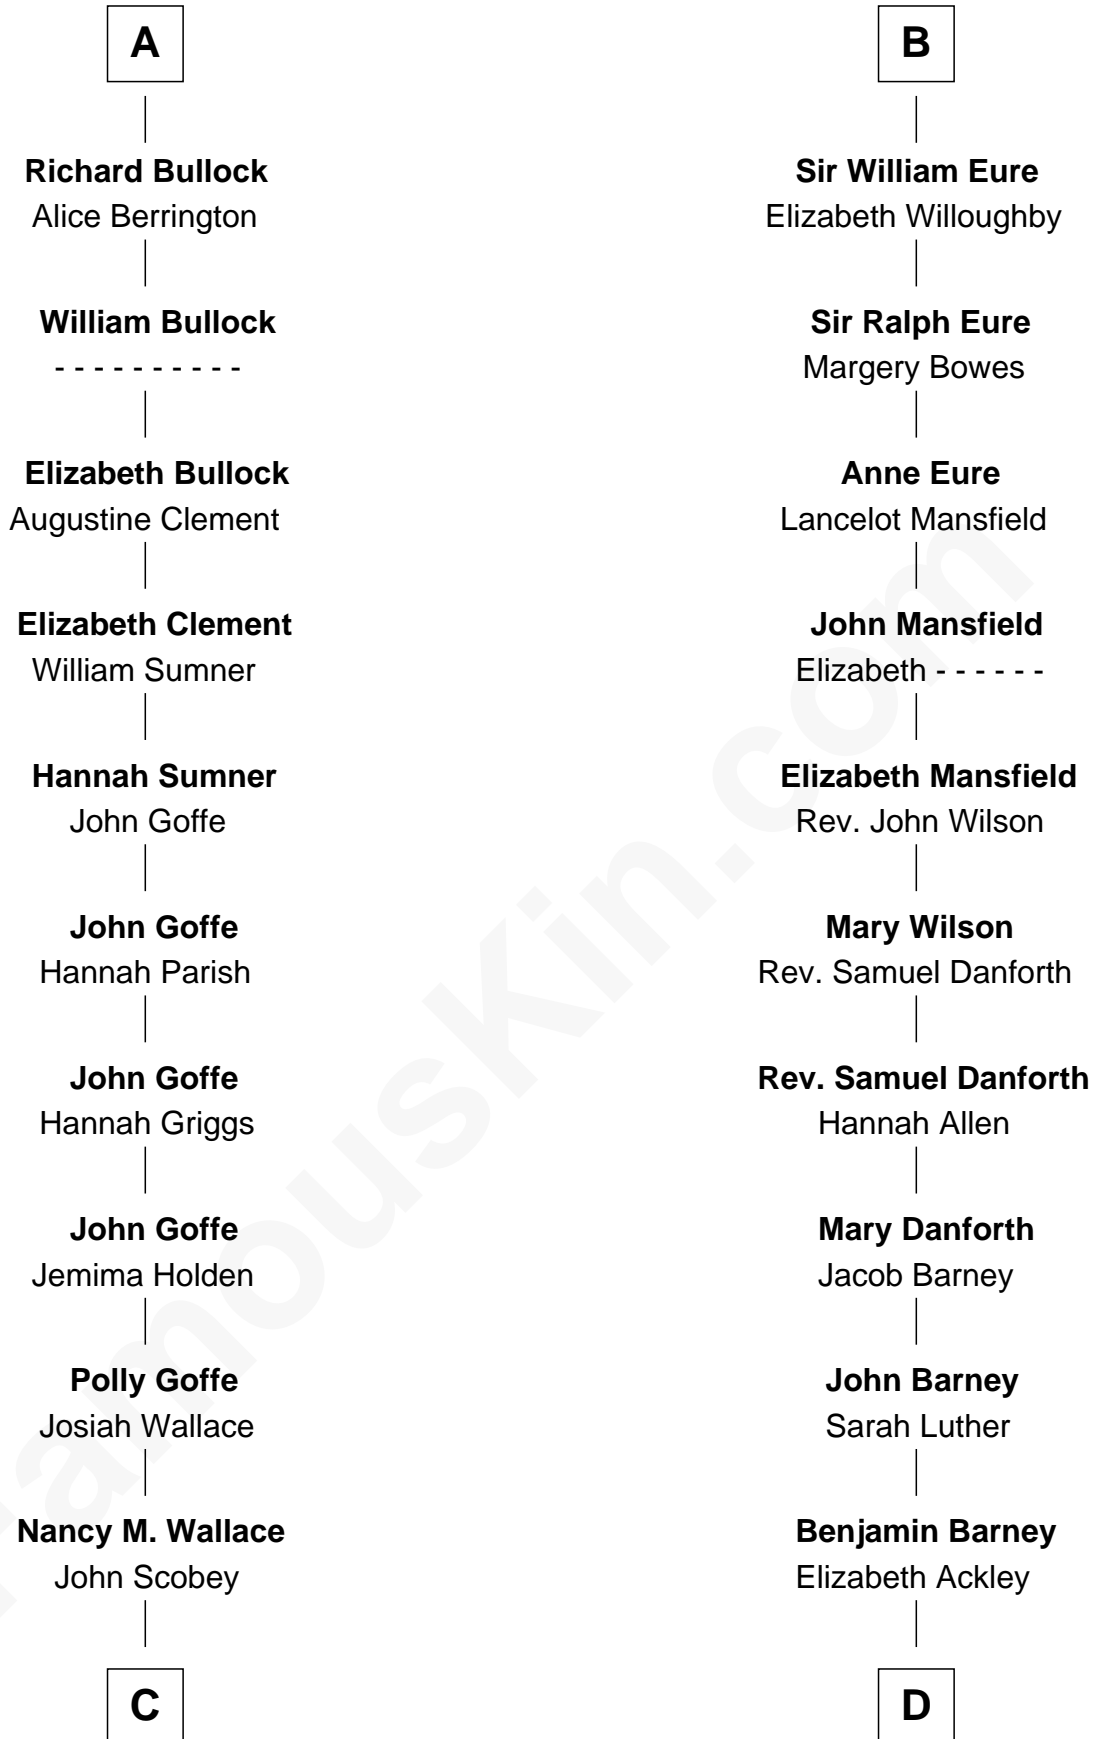 A
Richard Bullock
Alice Berrington
William Bullock
- - - - - - - - - -
Elizabeth Bullock
Augustine Clement
Elizabeth Clement
William Sumner
Hannah Sumner
John Goffe
John Goffe
Hannah Parish
John Goffe
Hannah Griggs
John Goffe
Jemima Holden
Polly Goffe
Josiah Wallace
Nancy M. Wallace
John Scobey
C
B
Sir William Eure
Elizabeth Willoughby
Sir Ralph Eure
Margery Bowes
Anne Eure
Lancelot Mansfield
John Mansfield
Elizabeth - - - - - -
Elizabeth Mansfield
Rev. John Wilson
Mary Wilson
Rev. Samuel Danforth
Rev. Samuel Danforth
Hannah Allen
Mary Danforth
Jacob Barney
John Barney
Sarah Luther
Benjamin Barney
Elizabeth Ackley
D
FamousKin.com